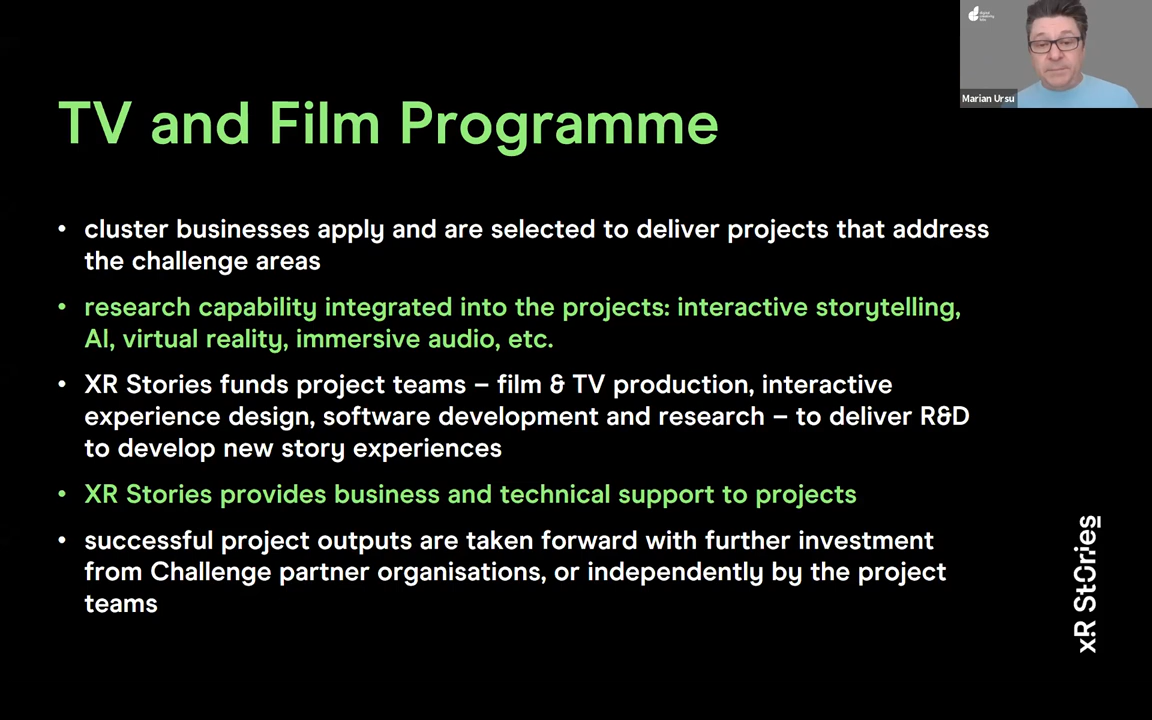 TV and Film Programme
• cluster businesses apply and are selected to deliver projects that address
the challenge areas
• research capability integrated into the projects: interactive storytelling,
AI, virtual reality, immersive audio, etc.
• XR Stories funds project teams – film & TV production, interactive
experience design, software development and research – to deliver R&D
to develop new story experiences
• XR Stories provides business and technical support to projects
• successful project outputs are taken forward with further investment
from Challenge partner organisations, or independently by the project
teams
Marian Ursu
xR Stories